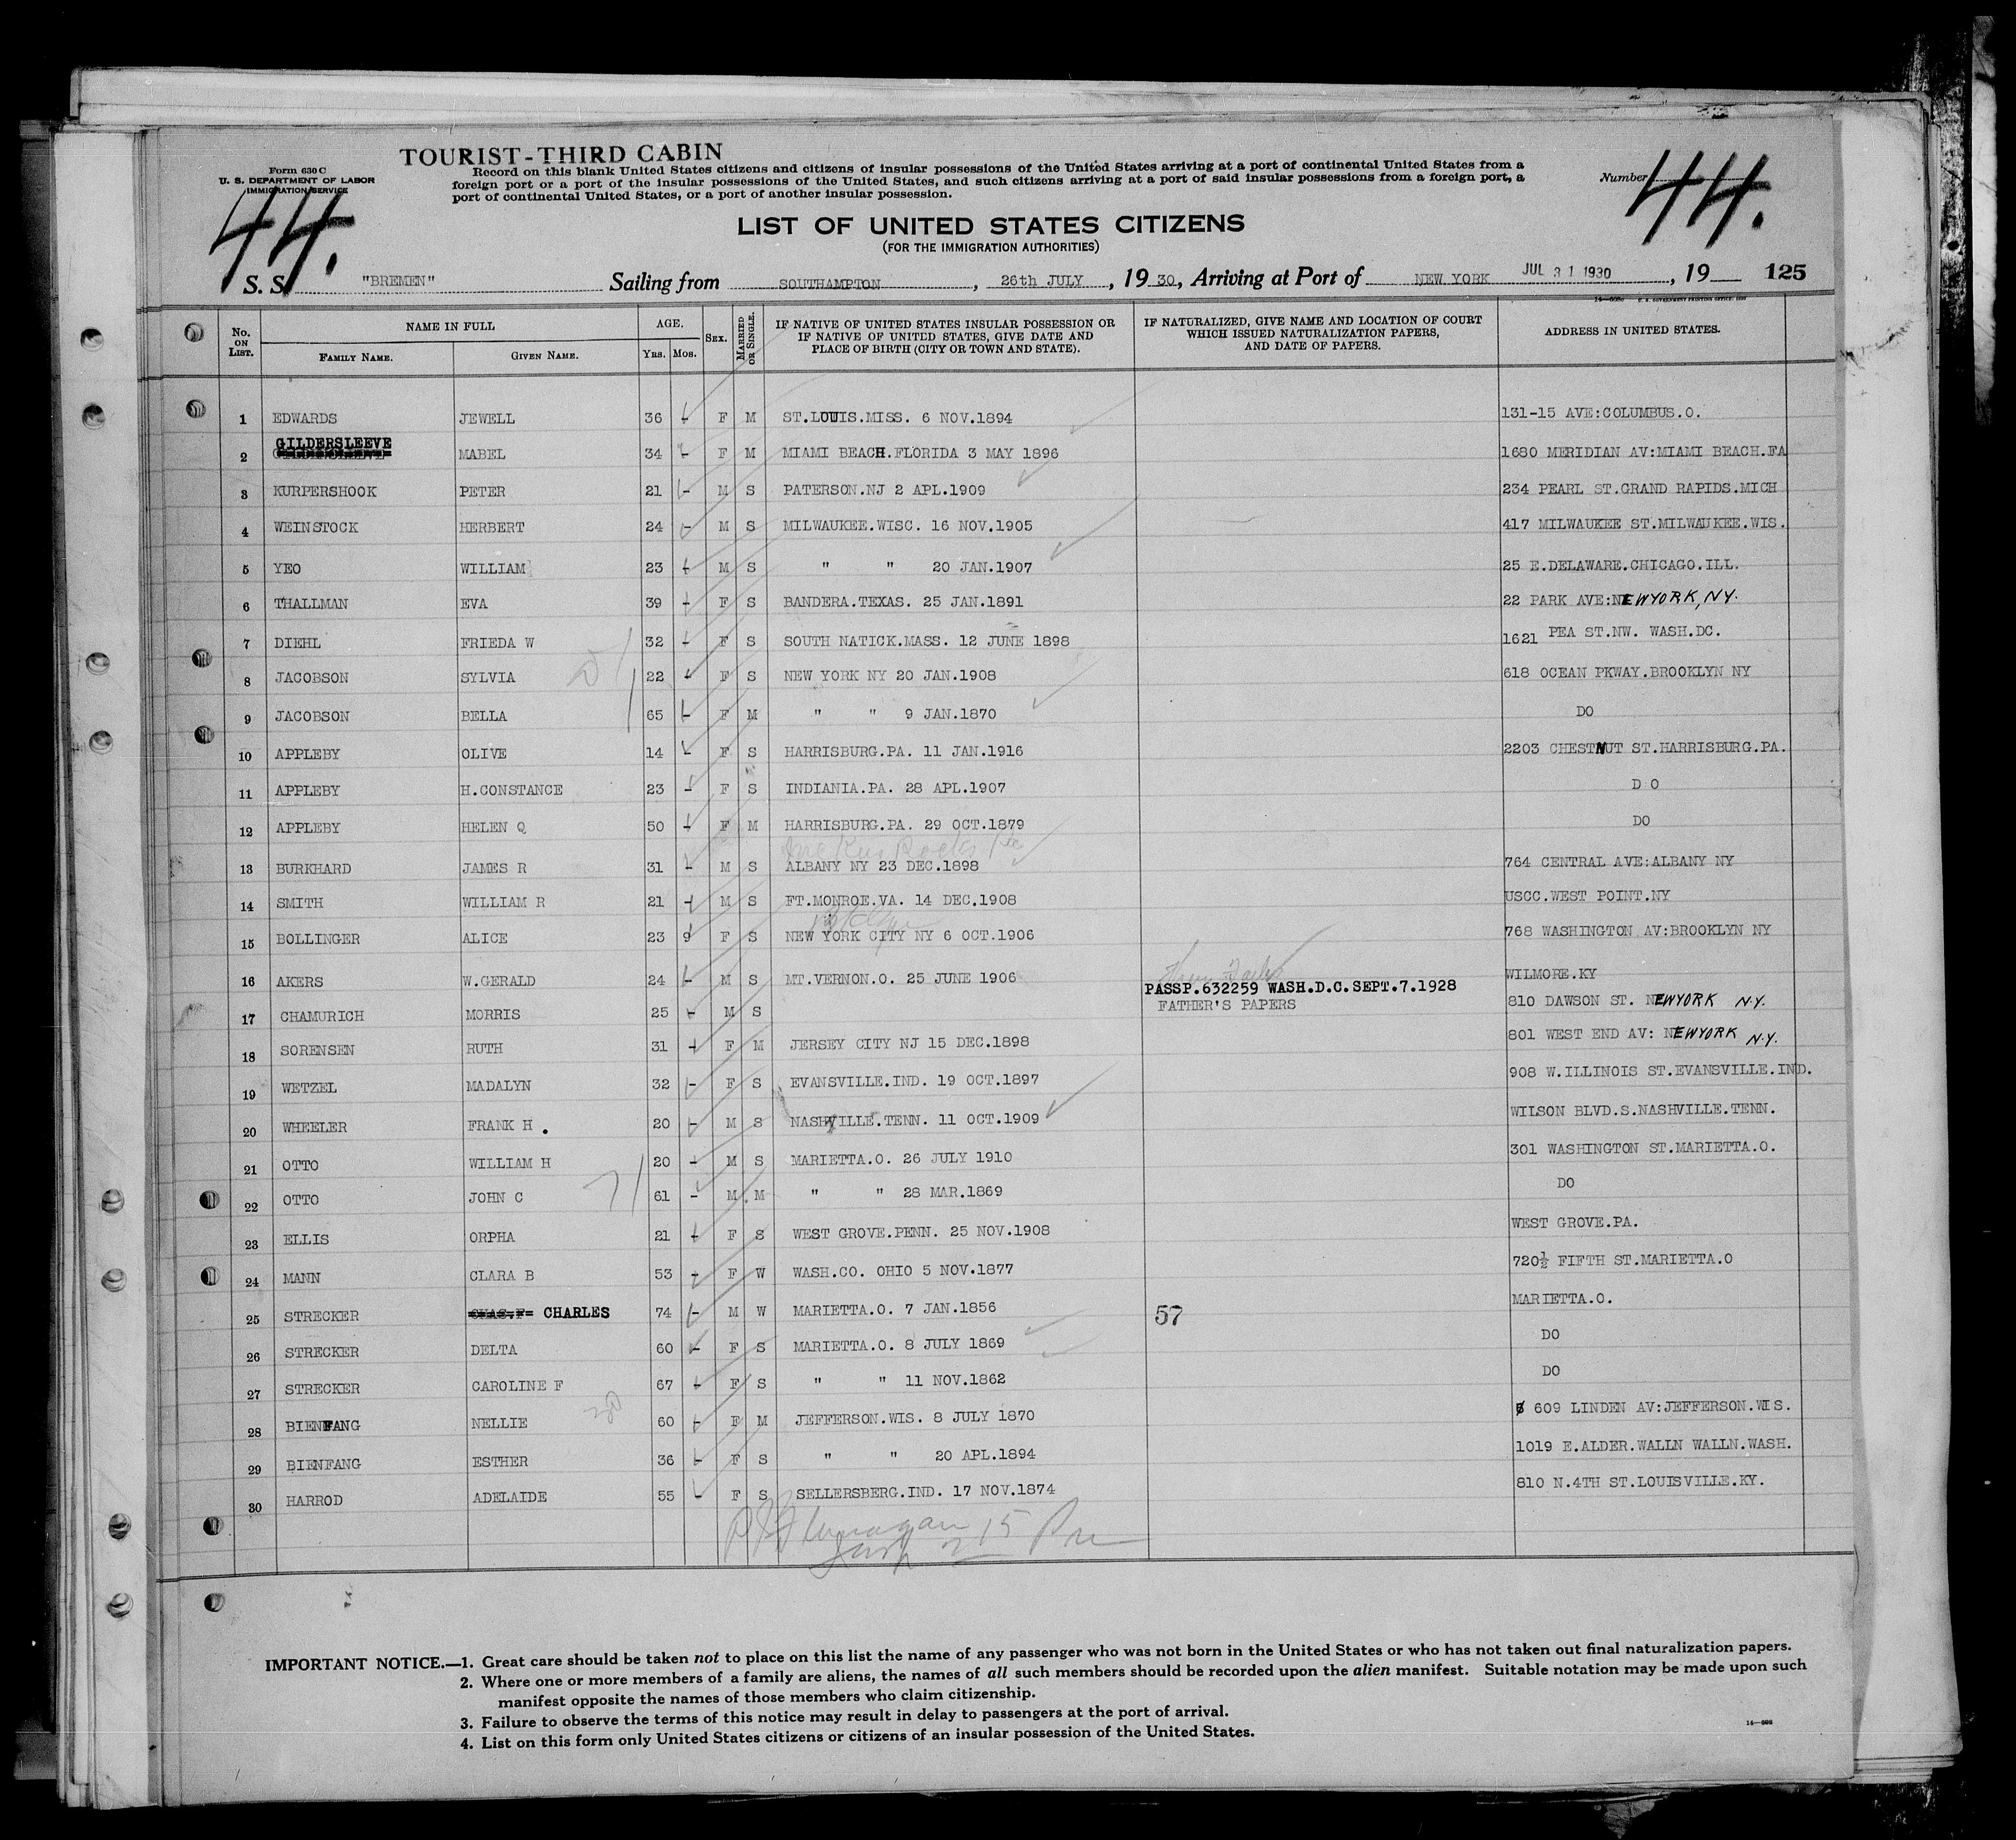 TOURIST-THIRD CABIN
Form 630 C
U. S. DEPARTMENT OF LABOR
IMMIGRATION SERVICE
Record on this blank United States citizens and citizens of insular possessions of the United States arriving at a port of continental United States from a
foreign port or a port of the insular possessions of the United States, and such citizens arriving at a port of said insular possessions from a foreign port, a
port of continental United States, or a port of another insular possession.
Number 44.
44.
LIST OF UNITED STATES CITIZENS
(FOR THE IMMIGRATION AUTHORITIES)
S. S. "BREMEN" Sailing from SOUTHAMPTON, 26th JULY, 19 30, Arriving at Port of NEW YORK JUL 31 1930, 19 125
No. ON LIST. NAME IN FULL FAMILY NAME. GIVEN NAME. AGE. YRS. MOS. SEX. MARRIED OR SINGLE. IF NATIVE OF UNITED STATES INSULAR POSSESSION OR IF NATIVE OF UNITED STATES, GIVE DATE AND PLACE OF BIRTH (CITY OR TOWN AND STATE). IF NATURALIZED, GIVE NAME AND LOCATION OF COURT WHICH ISSUED NATURALIZATION PAPERS, AND DATE OF PAPERS. ADDRESS IN UNITED STATES.
1 EDWARDS JEWELL 36 - F M ST.LOUIS.MISS. 6 NOV.1894 131-15 AVE:COLUMBUS.O.
2 GILDERSLEEVE MABEL 34 - F M MIAMI BEACH.FLORIDA 3 MAY 1896 1680 MERIDIAN AV:MIAMI BEACH.FA
3 KURPERSHOOK PETER 21 - M S PATERSON.NJ 2 APL.1909 234 PEARL ST.GRAND RAPIDS.MICH
4 WEINSTOCK HERBERT 24 - M S MILWAUKEE.WISC. 16 NOV.1905 417 MILWAUKEE ST.MILWAUKEE.WIS.
5 YEO WILLIAM 23 - M S " " 20 JAN.1907 25 E.DELAWARE.CHICAGO.ILL.
6 THALLMAN EVA 39 - F S BANDERA.TEXAS. 25 JAN.1891 22 PARK AVE:NEWYORK, NY.
7 DIEHL FRIEDA W 32 - F S SOUTH NATICK.MASS. 12 JUNE 1898 1621 PEA ST.NW. WASH.DC.
8 JACOBSON SYLVIA 22 - F S NEW YORK NY 20 JAN.1908 618 OCEAN PKWAY.BROOKLYN NY
9 JACOBSON BELLA 65 - F M " " 9 JAN.1870 DO
10 APPLEBY OLIVE 14 - F S HARRISBURG.PA. 11 JAN.1916 2203 CHESTNUT ST.HARRISBURG.PA.
11 APPLEBY H.CONSTANCE 23 - F S INDIANIA.PA. 28 APL.1907 D O
12 APPLEBY HELEN Q 50 - F M HARRISBURG.PA. 29 OCT.1879 DO
13 BURKHARD JAMES R 31 - M S ALBANY NY 23 DEC.1898 764 CENTRAL AVE:ALBANY NY
14 SMITH WILLIAM R 21 - M S FT.MONROE.VA. 14 DEC.1908 USCC.WEST POINT.NY
15 BOLLINGER ALICE 23 9 F S NEW YORK CITY NY 6 OCT.1906 768 WASHINGTON AV:BROOKLYN NY
16 AKERS W.GERALD 24 - M S MT.VERNON.O. 25 JUNE 1906 WILMORE.KY
PASSP.632259 WASH.D.C.SEPT.7.1928
17 CHAMURICH MORRIS 25 - M S FATHER'S PAPERS 810 DAWSON ST. NEWYORK N.Y.
18 SORENSEN RUTH 31 - F M JERSEY CITY NJ 15 DEC.1898 801 WEST END AV: NEWYORK N.Y.
19 WETZEL MADALYN 32 - F S EVANSVILLE.IND. 19 OCT.1897 908 W.ILLINOIS ST.EVANSVILLE.IND.
20 WHEELER FRANK H . 20 - M S NASHVILLE.TENN. 11 OCT.1909 WILSON BLVD.S.NASHVILLE.TENN.
21 OTTO WILLIAM H 20 - M S MARIETTA.O. 26 JULY 1910 301 WASHINGTON ST.MARIETTA.O.
22 OTTO JOHN C 61 - M M " " 28 MAR.1869 DO
23 ELLIS ORPHA 21 - F S WEST GROVE.PENN. 25 NOV.1908 WEST GROVE.PA.
24 MANN CLARA B 53 - F W WASH.CO. OHIO 5 NOV.1877 720½ FIFTH ST.MARIETTA.O
25 STRECKER CHAS.F CHARLES 74 - M W MARIETTA.O. 7 JAN.1856 57 MARIETTA.O.
26 STRECKER DELTA 60 - F S MARIETTA.O. 8 JULY 1869 DO
27 STRECKER CAROLINE F 67 - F S " " 11 NOV.1862 DO
28 BIENFANG NELLIE 60 - F M JEFFERSON.WIS. 8 JULY 1870 609 LINDEN AV:JEFFERSON.WIS.
29 BIENFANG ESTHER 36 - F S " " 20 APL.1894 1019 E.ALDER.WALLN WALLN.WASH.
30 HARROD ADELAIDE 55 - F S SELLERSBERG.IND. 17 NOV.1874 810 N.4TH ST.LOUISVILLE.KY.
IMPORTANT NOTICE.—1. Great care should be taken not to place on this list the name of any passenger who was not born in the United States or who has not taken out final naturalization papers.
2. Where one or more members of a family are aliens, the names of all such members should be recorded upon the alien manifest. Suitable notation may be made upon such
manifest opposite the names of those members who claim citizenship.
3. Failure to observe the terms of this notice may result in delay to passengers at the port of arrival.
4. List on this form only United States citizens or citizens of an insular possession of the United States.